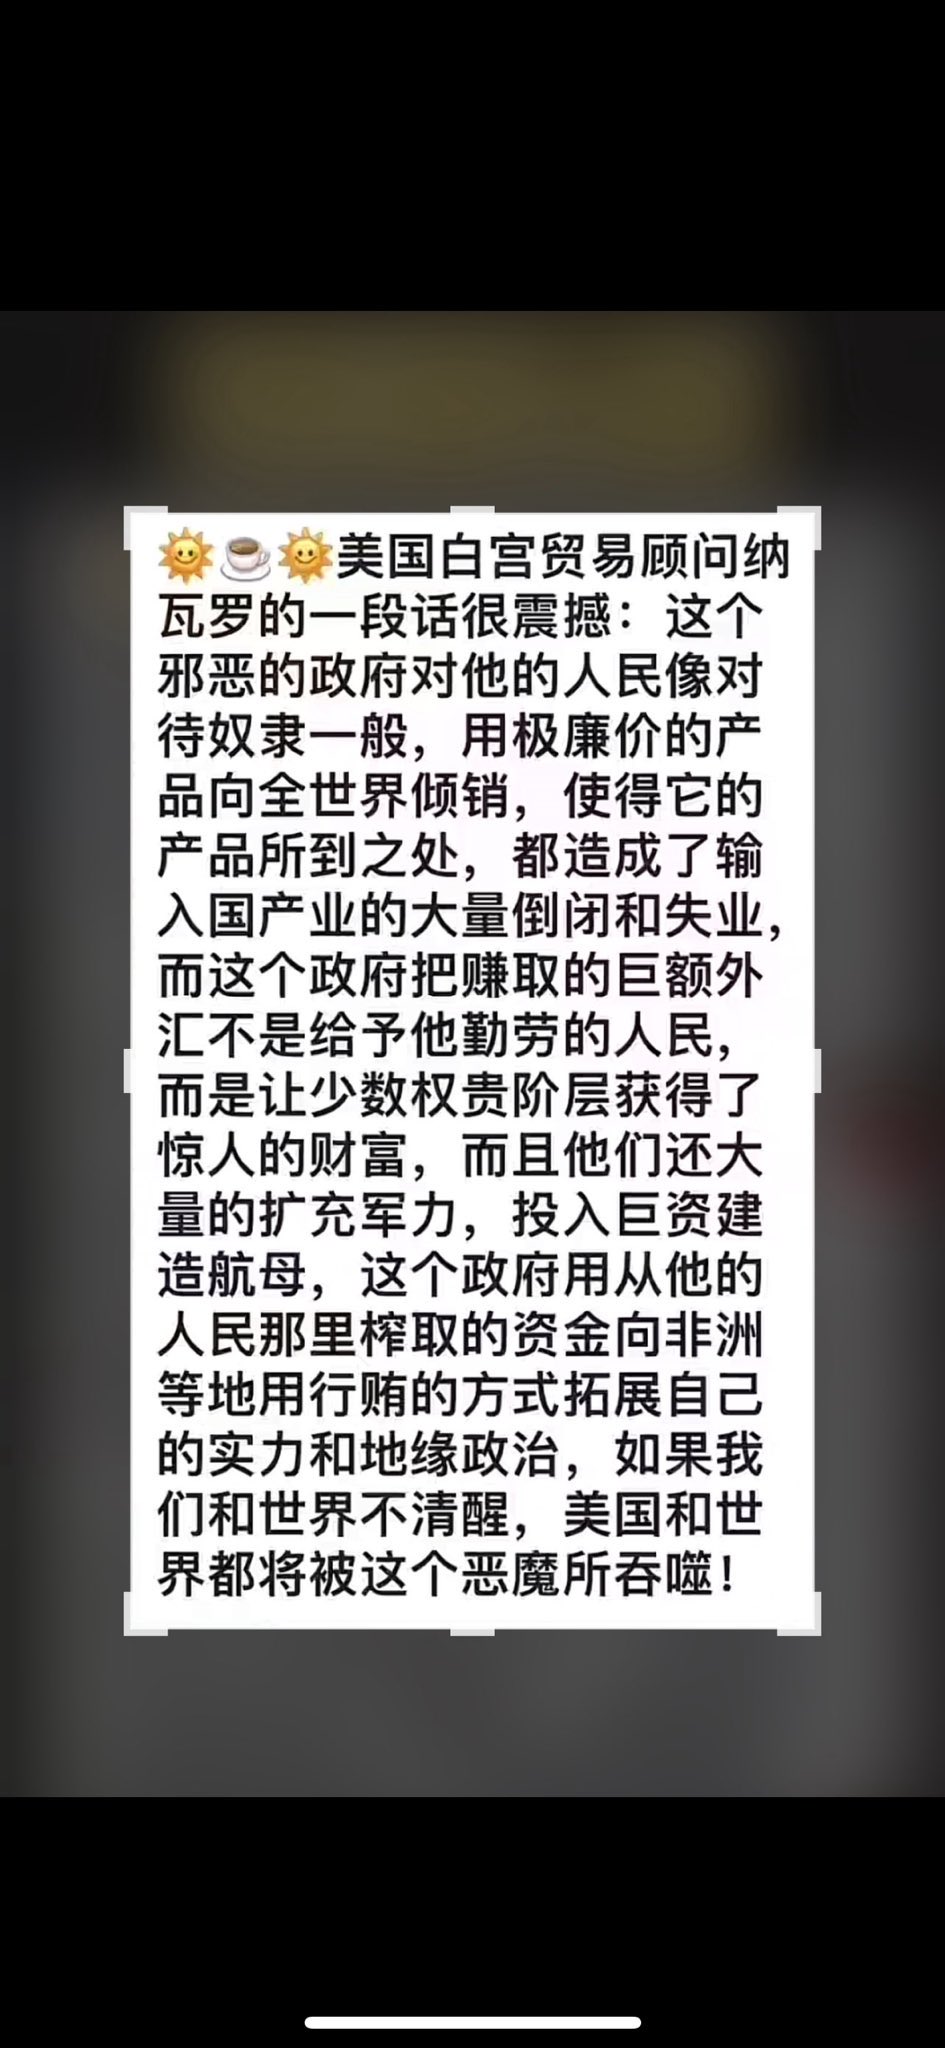 🌞☕🌞美国白宫贸易顾问纳
瓦罗的一段话很震撼：这个
邪恶的政府对他的人民像对
待奴隶一般，用极廉价的产
品向全世界倾销，使得它的
产品所到之处，都造成了输
入国产业的大量倒闭和失业，
而这个政府把赚取的巨额外
汇不是给予他勤劳的人民，
而是让少数权贵阶层获得了
惊人的财富，而且他们还大
量的扩充军力，投入巨资建
造航母，这个政府用从他的
人民那里榨取的资金向非洲
等地用行贿的方式拓展自己
的实力和地缘政治，如果我
们和世界不清醒，美国和世
界都将被这个恶魔所吞噬！